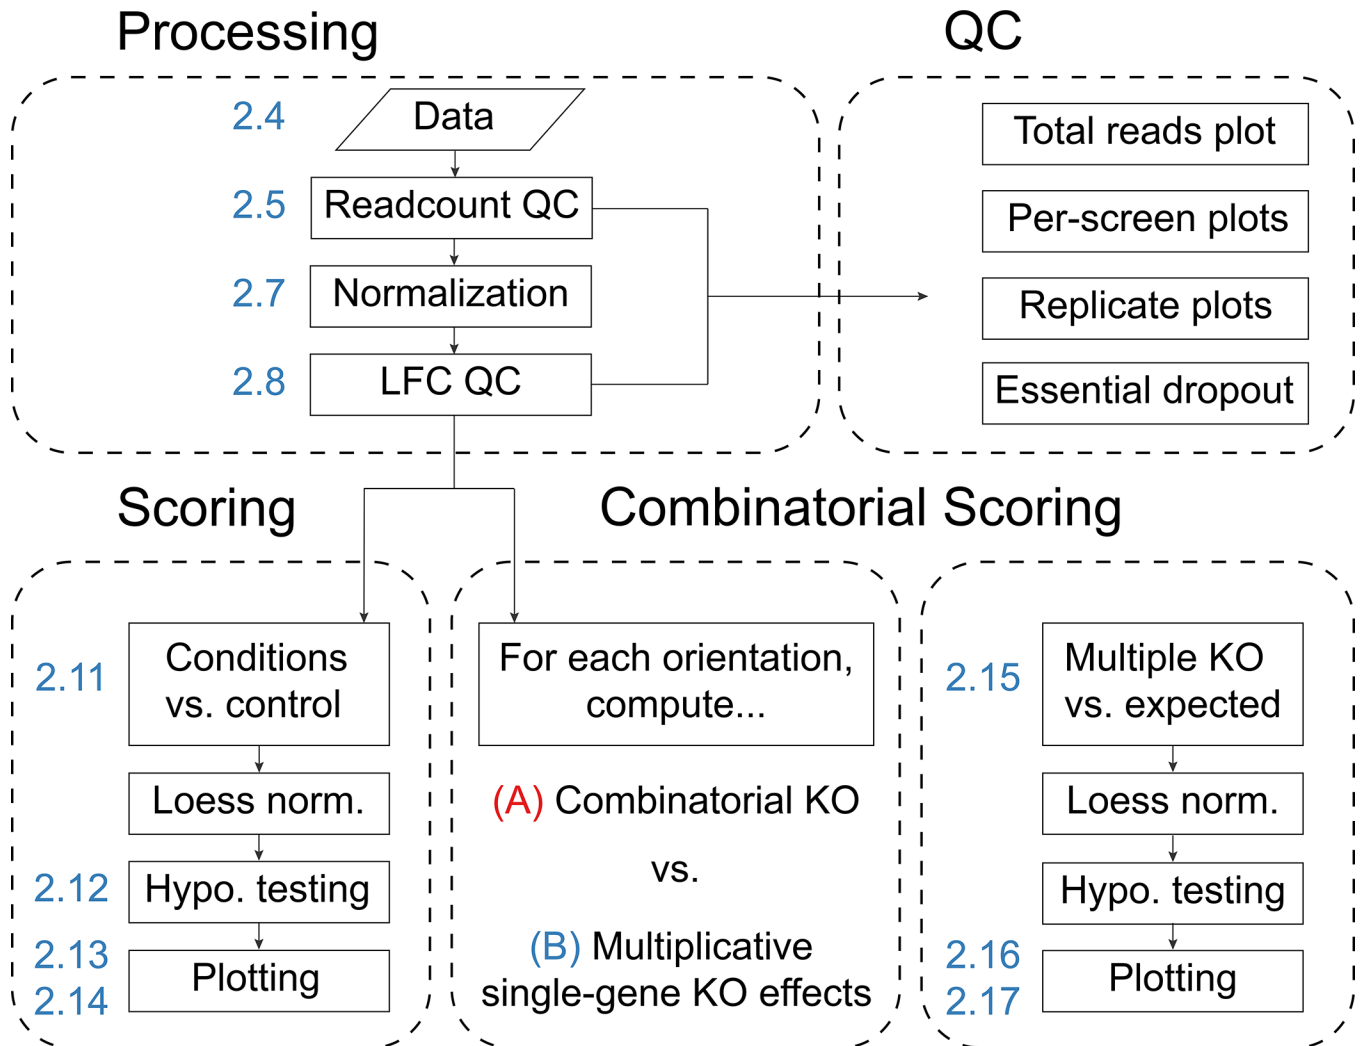 Processing
2.4
Data
2.5
Readcount QC
2.7
Normalization
2.8
LFC QC
QC
Total reads plot
Per-screen plots
Replicate plots
Essential dropout
Scoring
2.11
Conditions
vs. control
Loess norm.
2.12
Hypo. testing
2.13
Plotting
2.14
Combinatorial Scoring
For each orientation,
compute...
(A) Combinatorial KO
vs.
(B) Multiplicative
single-gene KO effects
2.15
Multiple KO
vs. expected
Loess norm.
Hypo. testing
2.16
Plotting
2.17